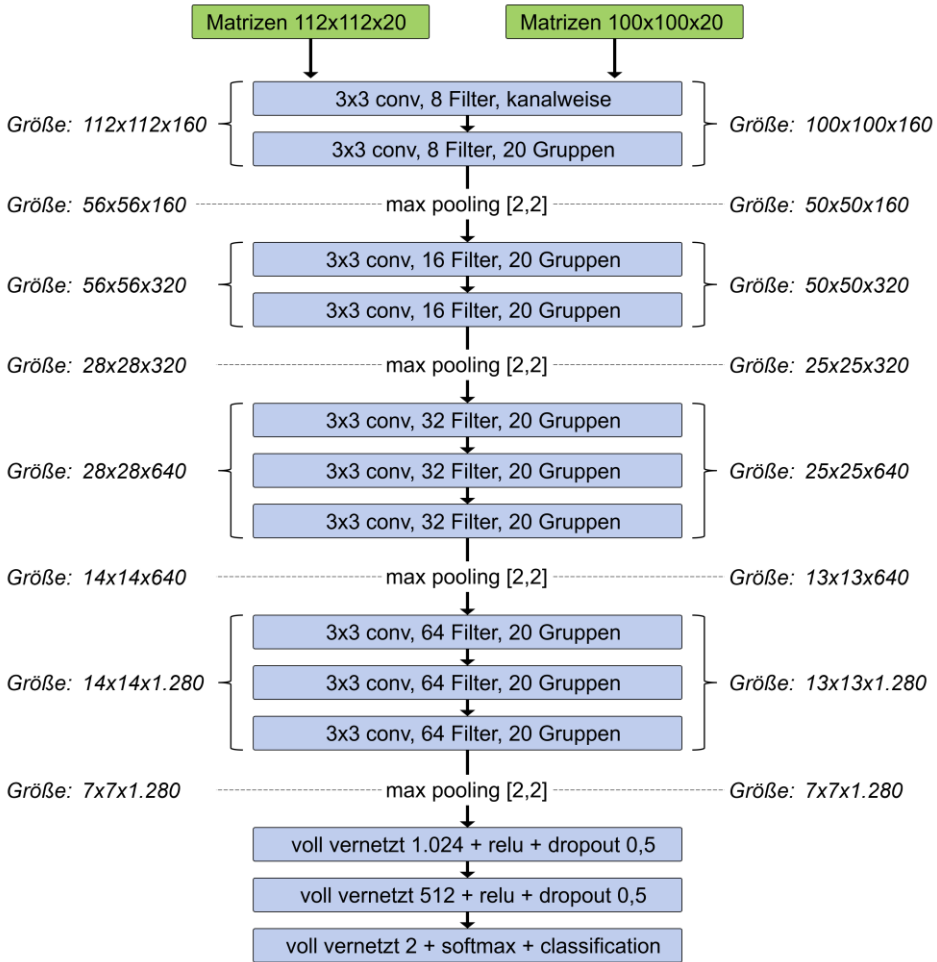 Matrizen 112x112x20
Matrizen 100x100x20
3x3 conv, 8 Filter, kanalweise
Größe: 112x112x160
Größe: 100x100x160
3x3 conv, 8 Filter, 20 Gruppen
Größe: 56x56x160
max pooling [2,2]
Größe: 50x50x160
3x3 conv, 16 Filter, 20 Gruppen
Größe: 56x56x320
Größe: 50x50x320
3x3 conv, 16 Filter, 20 Gruppen
Größe: 28x28x320
max pooling [2,2]
Größe: 25x25x320
3x3 conv, 32 Filter, 20 Gruppen
Größe: 28x28x640
3x3 conv, 32 Filter, 20 Gruppen
Größe: 25x25x640
3x3 conv, 32 Filter, 20 Gruppen
Größe: 14x14x640
max pooling [2,2]
Größe: 13x13x640
3x3 conv, 64 Filter, 20 Gruppen
Größe: 14x14x1.280
3x3 conv, 64 Filter, 20 Gruppen
Größe: 13x13x1.280
3x3 conv, 64 Filter, 20 Gruppen
Größe: 7x7x1.280
max pooling [2,2]
Größe: 7x7x1.280
voll vernetzt 1.024 + relu + dropout 0,5
voll vernetzt 512 + relu + dropout 0,5
voll vernetzt 2 + softmax + classification